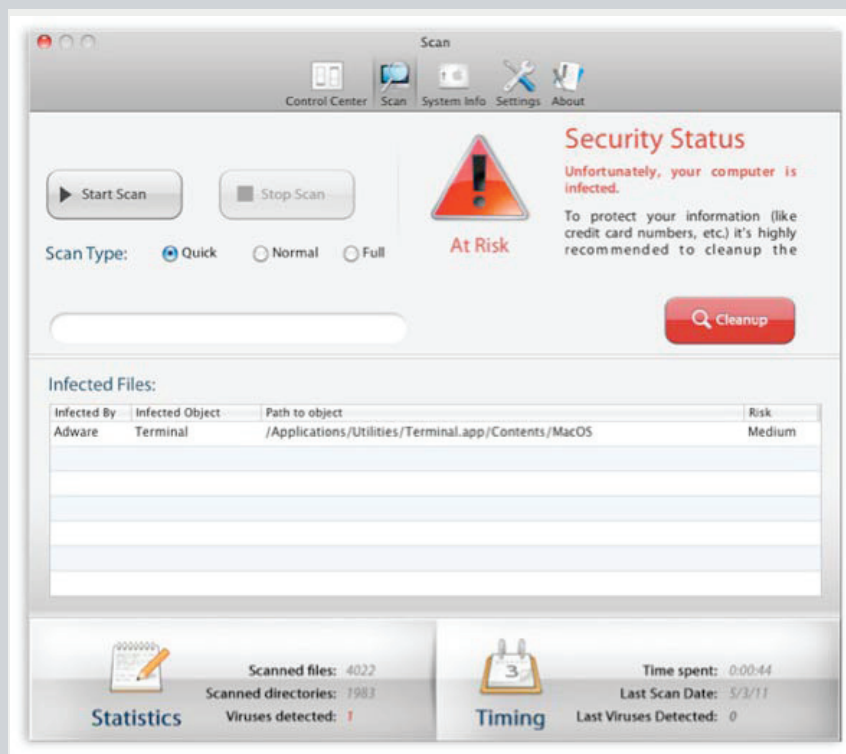 Scan
Control Center Scan System Info Settings About
Start Scan
Stop Scan
Scan Type: Quick Normal Full
At Risk
Security Status
Unfortunately, your computer is
infected.
To protect your information (like
credit card numbers, etc.) it's highly
recommended to cleanup the
Cleanup
Infected Files:
Infected By Infected Object Path to object Risk
Adware Terminal /Applications/Utilities/Terminal.app/Contents/MacOS Medium
Statistics
Scanned files: 4022
Scanned directories: 1983
Viruses detected: 1
3
Timing
Time spent: 0:00:44
Last Scan Date: 5/3/11
Last Viruses Detected: 0